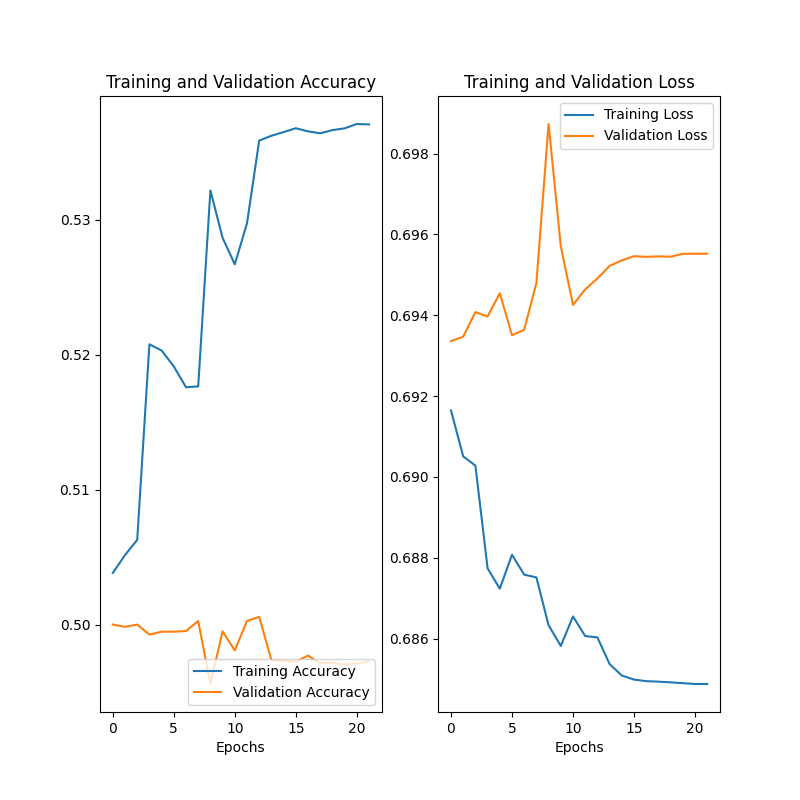 Training and Validation Accuracy
0.53
0.52
0.51
0.50
Training Accuracy
Validation Accuracy
0 5 10 15 20
Epochs
Training and Validation Loss
Training Loss
Validation Loss
0.698
0.696
0.694
0.692
0.690
0.688
0.686
0 5 10 15 20
Epochs